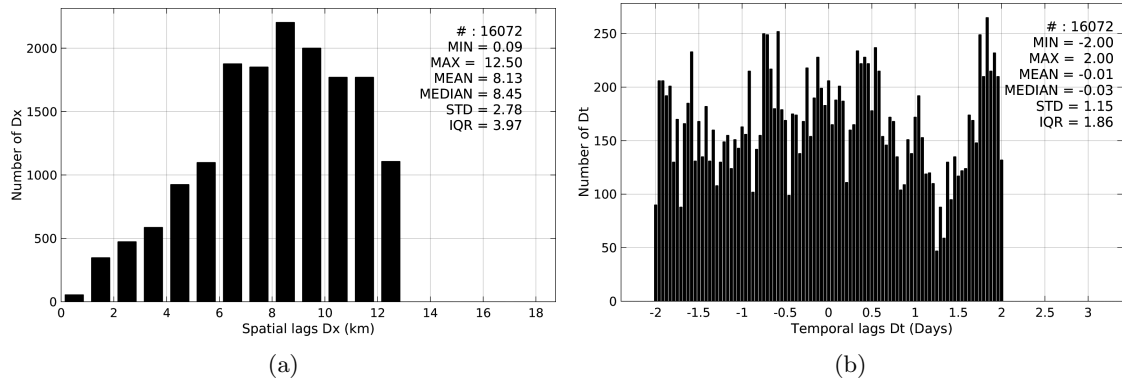 # : 16072
MIN = 0.09
MAX = 12.50
MEAN = 8.13
MEDIAN = 8.45
STD = 2.78
IQR = 3.97
Number of Dx
2000
1500
1000
500
0
0 2 4 6 8 10 12 14 16 18
Spatial lags Dx (km)
(a)
# : 16072
MIN = -2.00
MAX = 2.00
MEAN = -0.01
MEDIAN = -0.03
STD = 1.15
IQR = 1.86
Number of Dt
250
200
150
100
50
0
-2 -1.5 -1 -0.5 0 0.5 1 1.5 2 2.5 3
Temporal lags Dt (Days)
(b)